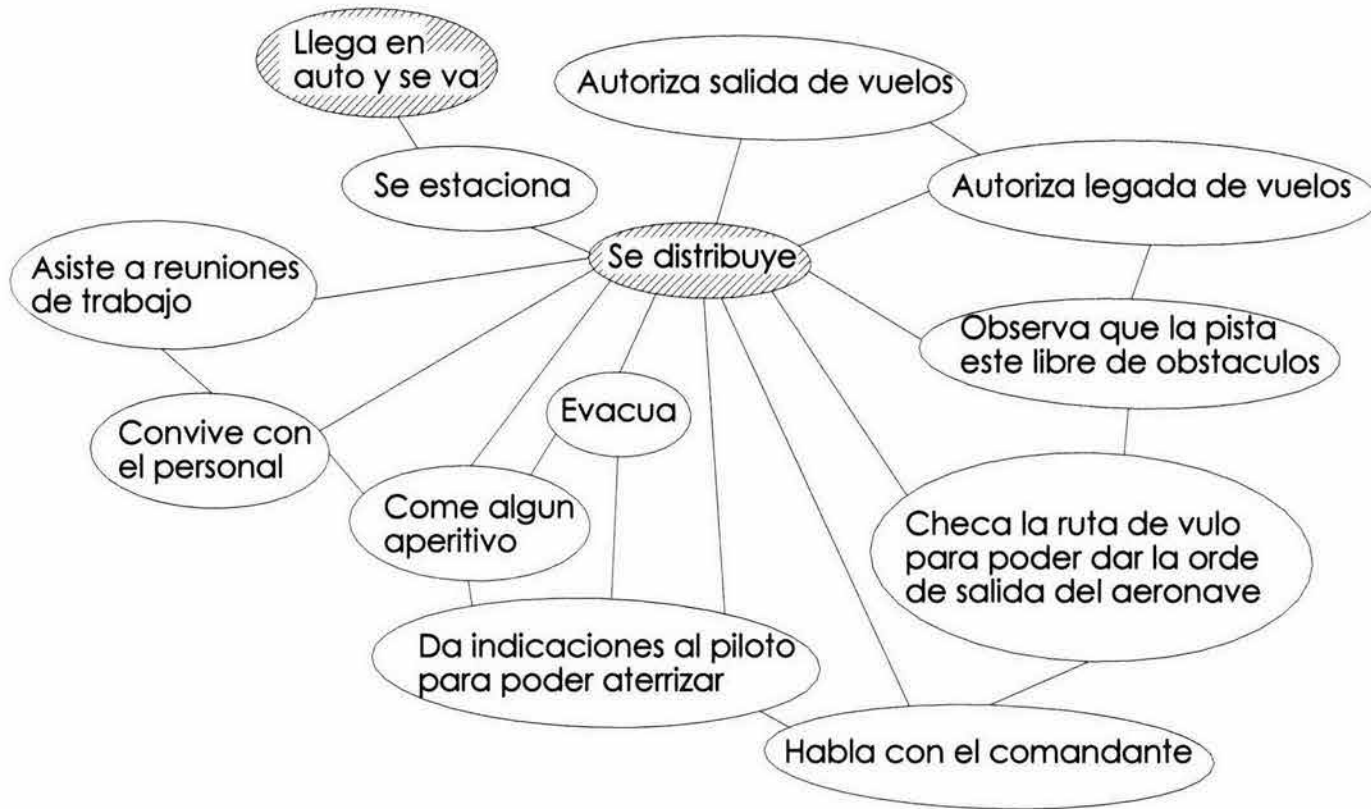 Llega en
auto y se va
Autoriza salida de vuelos
Se estaciona
Autoriza legada de vuelos
Se distribuye
Asiste a reuniones
de trabajo
Observa que la pista
este libre de obstaculos
Evacua
Convive con
el personal
Come algun
aperitivo
Checa la ruta de vulo
para poder dar la orde
de salida del aeronave
Da indicaciones al piloto
para poder aterrizar
Habla con el comandante